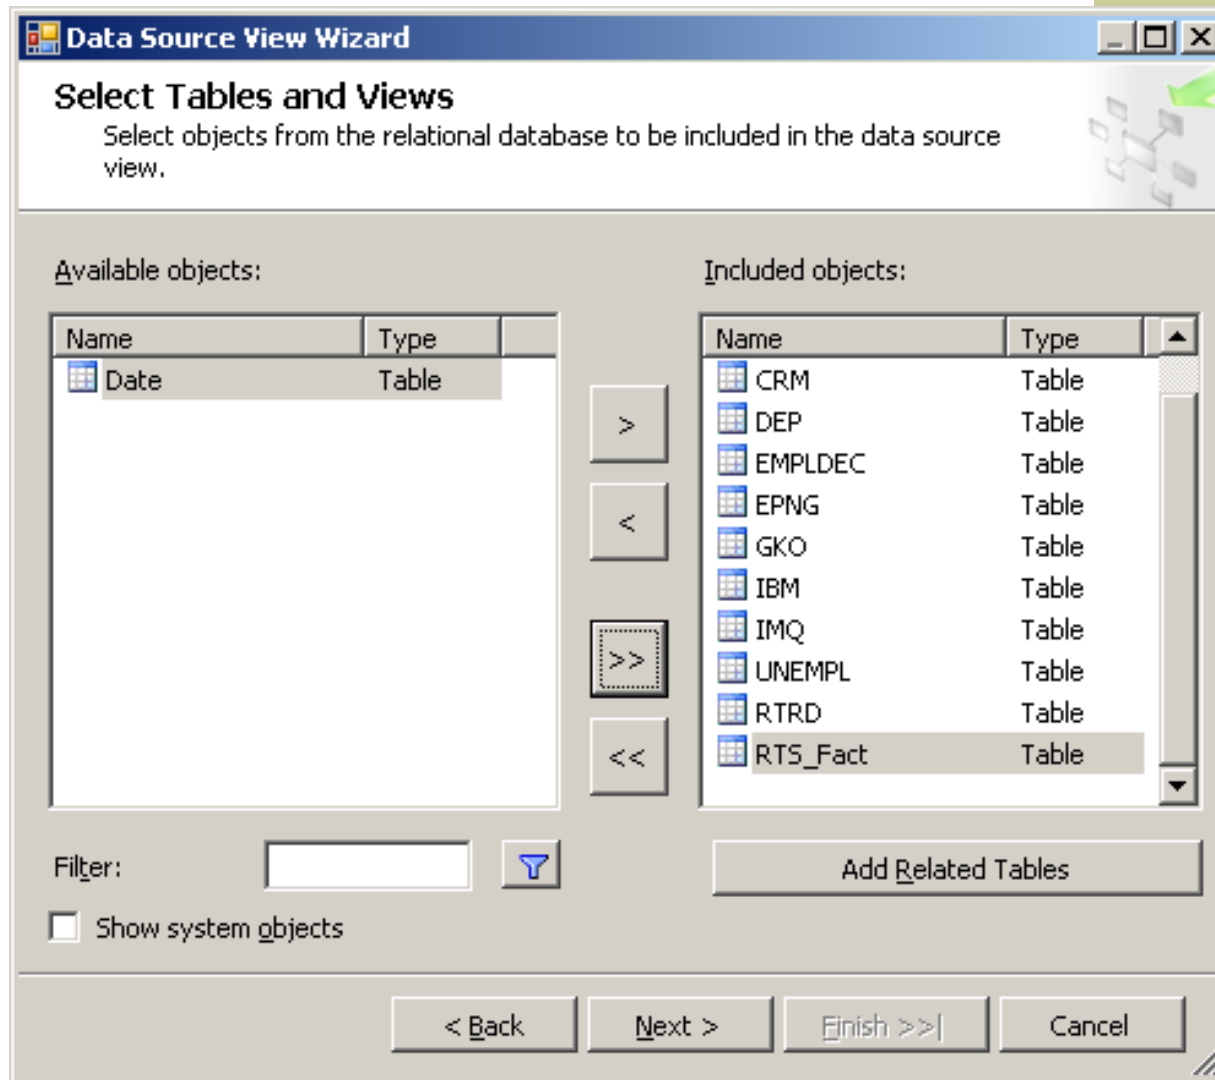 Data Source View Wizard
Select Tables and Views
Select objects from the relational database to be included in the data source
view.
Available objects:
Included objects:
Name Type
Date Table
Name Type
CRM Table
DEP Table
EMPLDEC Table
EPNG Table
GKO Table
IBM Table
IMQ Table
UNEMPL Table
RTRD Table
RTS_Fact Table
>
<
>>
<<
Filter:
Add Related Tables
Show system objects
< Back Next > Finish >>| Cancel